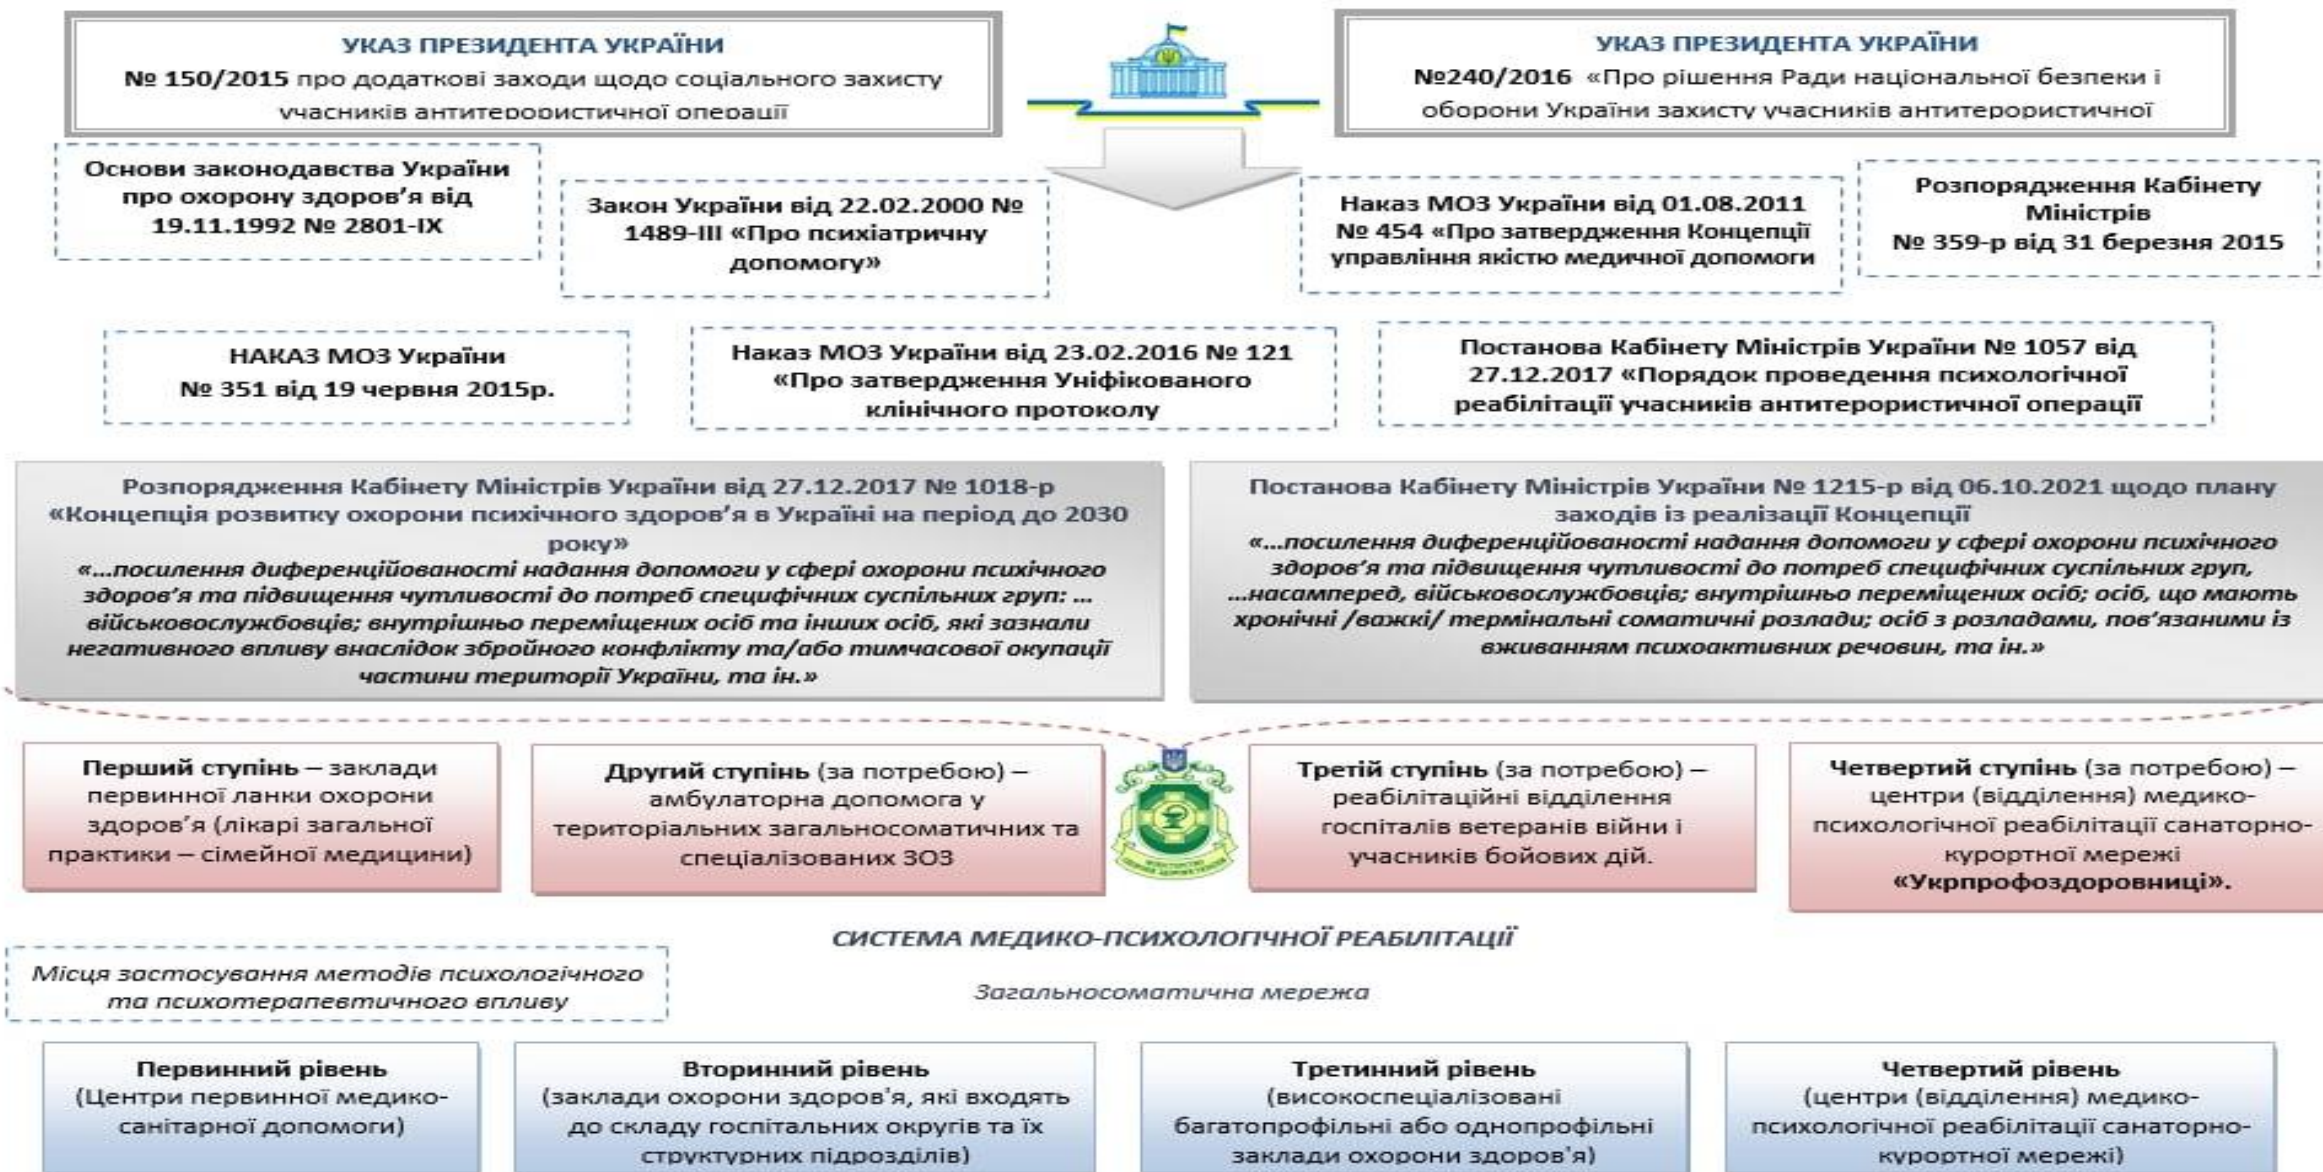 УКАЗ ПРЕЗИДЕНТА УКРАЇНИ
№ 150/2015 про додаткові заходи щодо соціального захисту
учасників антитерористичної операції
УКАЗ ПРЕЗИДЕНТА УКРАЇНИ
№240/2016 «Про рішення Ради національної безпеки і
оборони України захисту учасників антитерористичної
Основи законодавства України
про охорону здоров’я від
19.11.1992 № 2801-IX
Закон України від 22.02.2000 №
1489-III «Про психіатричну
допомогу»
Наказ МОЗ України від 01.08.2011
№ 454 «Про затвердження Концепції
управління якістю медичної допомоги
Розпорядження Кабінету
Міністрів
№ 359-р від 31 березня 2015
НАКАЗ МОЗ України
№ 351 від 19 червня 2015р.
Наказ МОЗ України від 23.02.2016 № 121
«Про затвердження Уніфікованого
клінічного протоколу
Постанова Кабінету Міністрів України № 1057 від
27.12.2017 «Порядок проведення психологічної
реабілітації учасників антитерористичної операції
Розпорядження Кабінету Міністрів України від 27.12.2017 № 1018-р
«Концепція розвитку охорони психічного здоров’я в Україні на період до 2030
року»
«...посилення диференційованості надання допомоги у сфері охорони психічного
здоров’я та підвищення чутливості до потреб специфічних суспільних груп: ...
військовослужбовців; внутрішньо переміщених осіб та інших осіб, які зазнали
негативного впливу внаслідок збройного конфлікту та/або тимчасової окупації
частини території України, та ін.»
Постанова Кабінету Міністрів України № 1215-р від 06.10.2021 щодо плану
заходів із реалізації Концепції
«...посилення диференційованості надання допомоги у сфері охорони психічного
здоров’я та підвищення чутливості до потреб специфічних суспільних груп,
...насамперед, військовослужбовців; внутрішньо переміщених осіб; осіб, що мають
хронічні /важкі/ термінальні соматичні розлади; осіб з розладами, пов’язаними із
вживанням психоактивних речовин, та ін.»
Перший ступінь – заклади
первинної ланки охорони
здоров’я (лікарі загальної
практики – сімейної медицини)
Другий ступінь (за потребою) –
амбулаторна допомога у
територіальних загальносоматичних та
спеціалізованих ЗОЗ
Третій ступінь (за потребою) –
реабілітаційні відділення
госпіталів ветеранів війни і
учасників бойових дій.
Четвертий ступінь (за потребою) –
центри (відділення) медико-
психологічної реабілітації санаторно-
курортної мережі
«Укрпрофоздоровниці».
СИСТЕМА МЕДИКО-ПСИХОЛОГІЧНОЇ РЕАБІЛІТАЦІЇ
Місця застосування методів психологічного
та психотерапевтичного впливу
Загальносоматична мережа
Первинний рівень
(Центри первинної медико-
санітарної допомоги)
Вторинний рівень
(заклади охорони здоров'я, які входять
до складу госпітальних округів та їх
структурних підрозділів)
Третинний рівень
(високоспеціалізовані
багатопрофільні або однопрофільні
заклади охорони здоров'я)
Четвертий рівень
(центри (відділення) медико-
психологічної реабілітації санаторно-
курортної мережі)